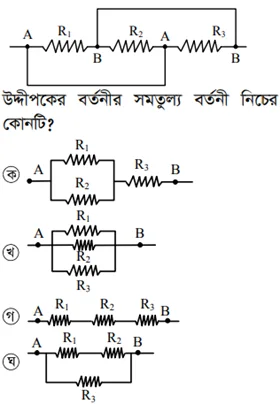 A R₁ B R₂ A R₃ B
উদ্দীপকের বর্তনীর সমতুল্য বর্তনী নিচের
কোনটি?
ক A R₁ R₂ R₃ B
খ A R₁ R₂ R₃ B
গ A R₁ R₂ R₃ B
ঘ A R₁ R₂ B R₃